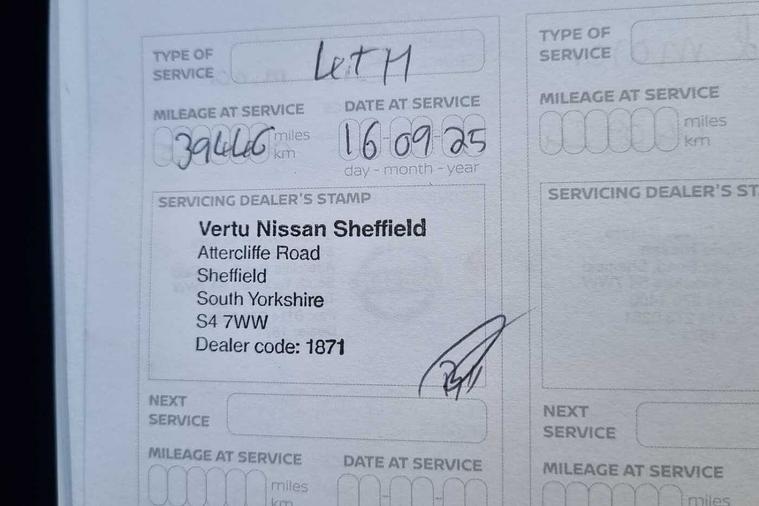 TYPE OF
SERVICE
MILEAGE AT SERVICE
DATE AT SERVICE
39446 miles
km
16-09-25
day - month - year
SERVICING DEALER'S STAMP
Vertu Nissan Sheffield
Attercliffe Road
Sheffield
South Yorkshire
S4 7WW
Dealer code: 1871
NEXT
SERVICE
MILEAGE AT SERVICE
DATE AT SERVICE
miles
km
TYPE OF
SERVICE
MILEAGE AT SERVICE
miles
km
SERVICING DEALER'S ST
NEXT
SERVICE
MILEAGE AT SERVICE
miles